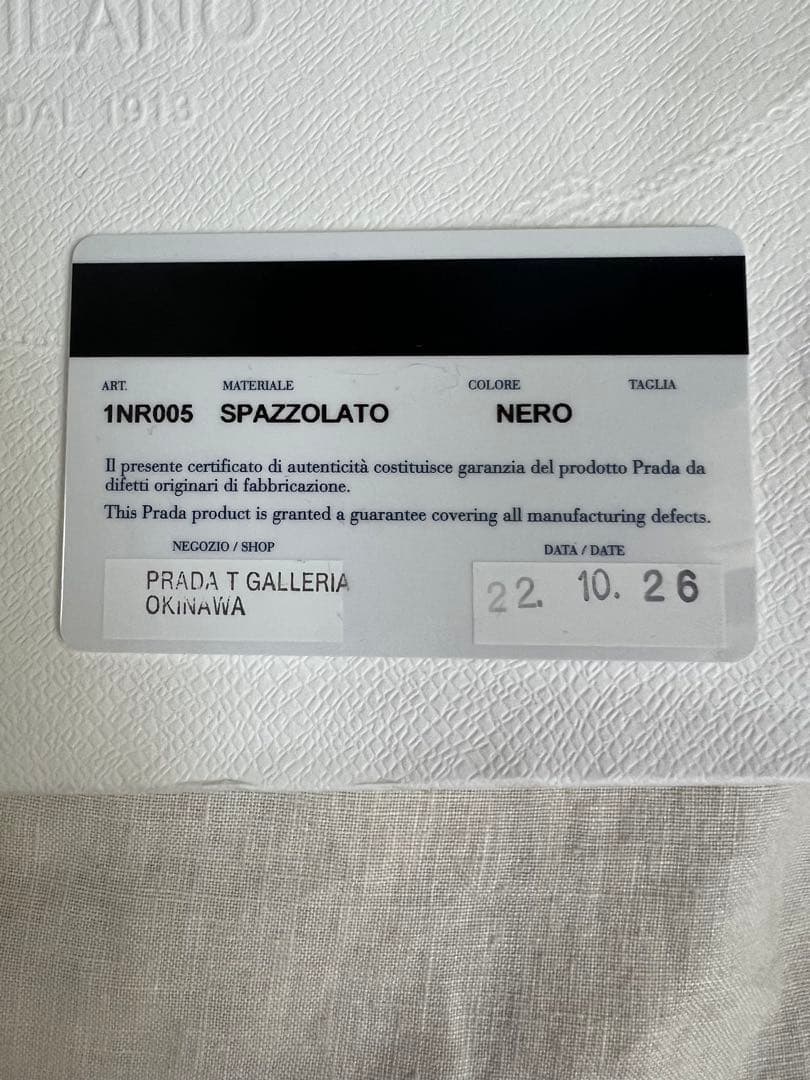 MILANO
DAL 1913
ART. MATERIALE COLORE TAGLIA
1NR005 SPAZZOLATO NERO
Il presente certificato di autenticità costituisce garanzia del prodotto Prada da
difetti originari di fabbricazione.
This Prada product is granted a guarantee covering all manufacturing defects.
NEGOZIO / SHOP DATA / DATE
PRADA T GALLERIA 22. 10. 26
OKINAWA